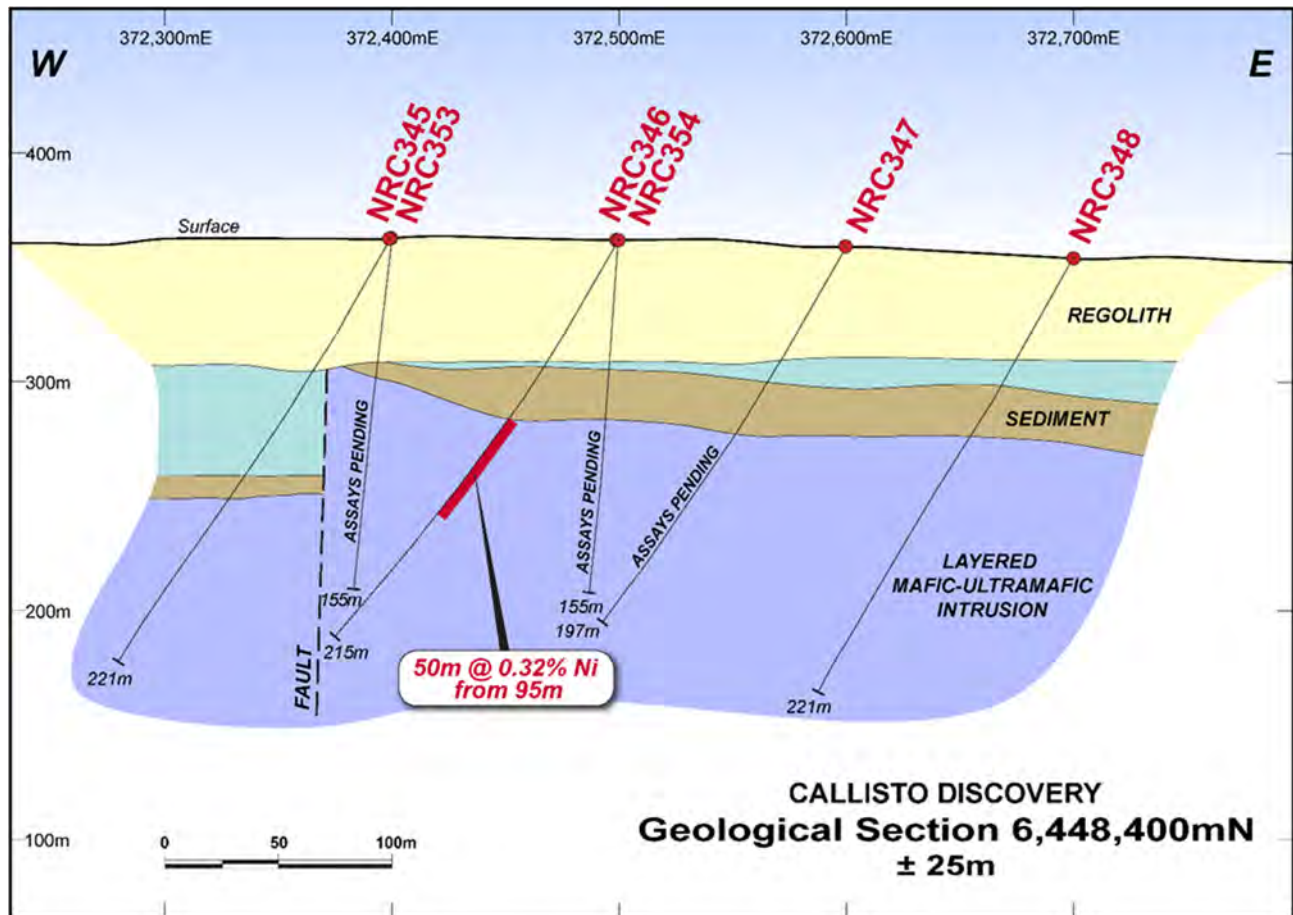 372,300mE
372,400mE
372,500mE
372,600mE
372,700mE
W
E
NRC345
NRC353
NRC346
NRC354
NRC347
NRC348
400m
Surface
REGOLITH
300m
SEDIMENT
ASSAYS PENDING
ASSAYS PENDING
ASSAYS PENDING
LAYERED
MAFIC-ULTRAMAFIC
INTRUSION
200m
155m
155m
215m
197m
221m
FAULT
50m @ 0.32% Ni
from 95m
221m
CALLISTO DISCOVERY
Geological Section 6,448,400mN
± 25m
100m
0
50
100m